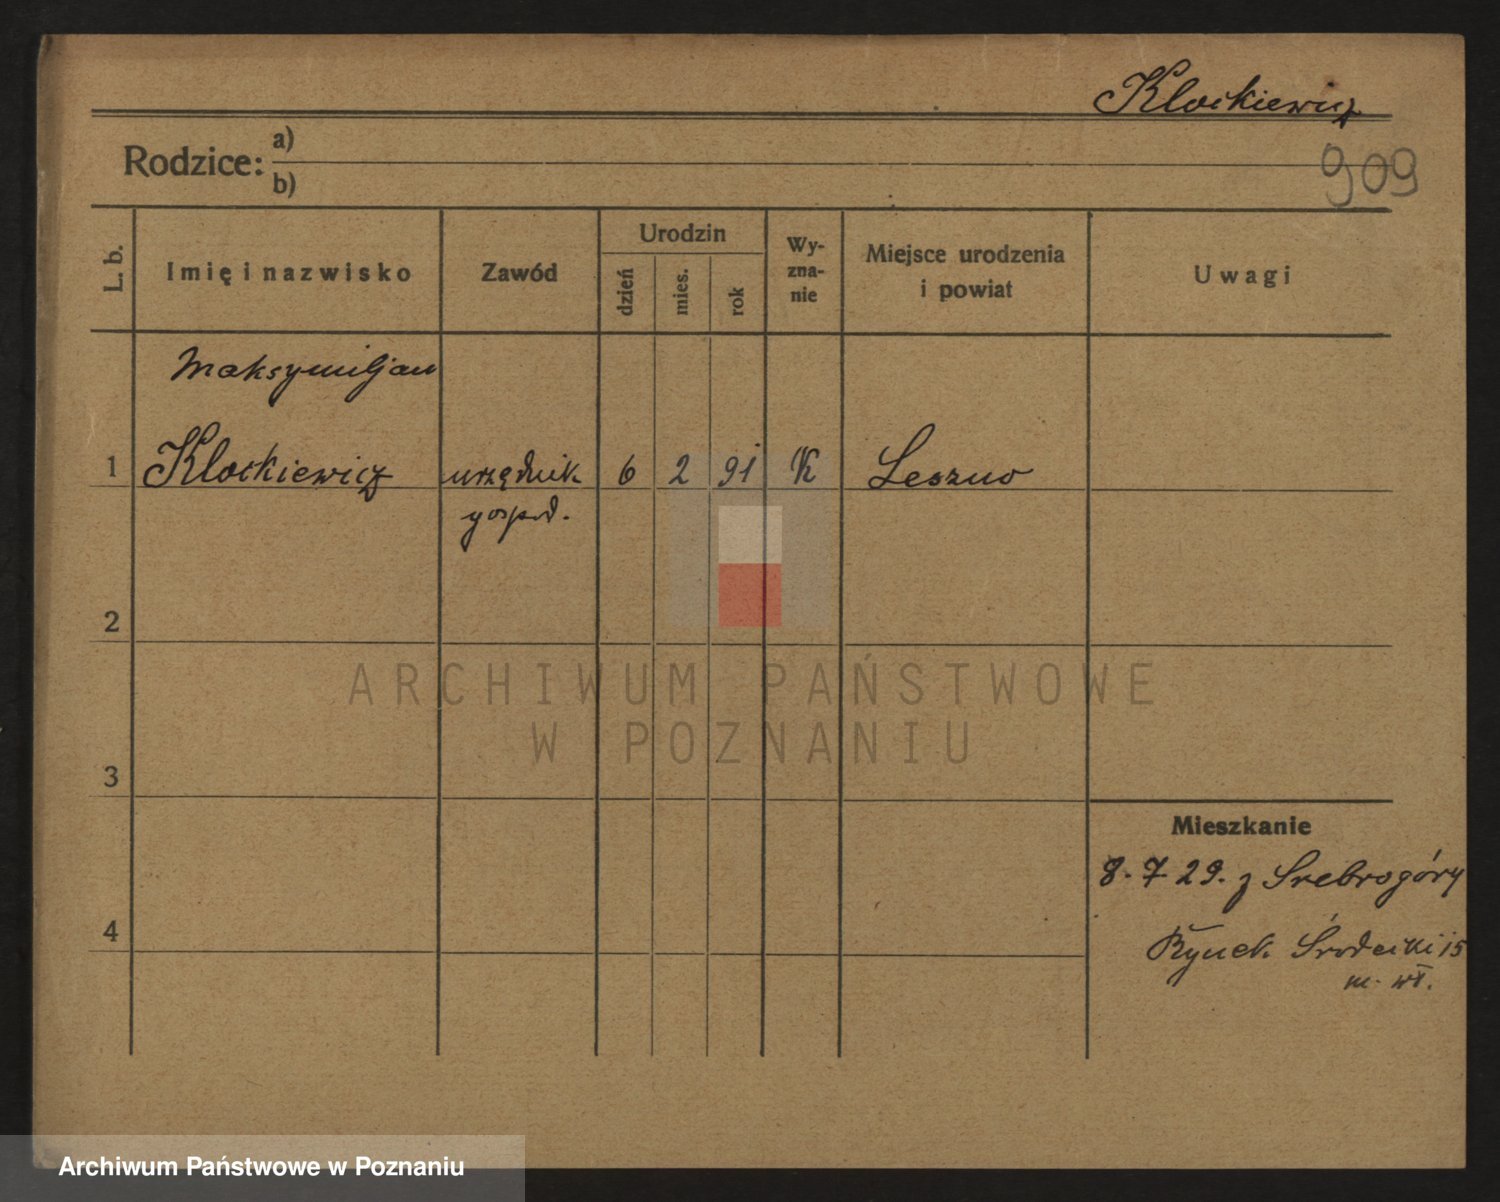 Klockiewicz
909
Rodzice: a)
b)
L. b.
Imię i nazwisko
Zawód
Urodzin
dzień
mies.
rok
Wy-
zna-
nie
Miejsce urodzenia
i powiat
Uwagi
Maksymiljan
1 Klockiewicz urzędnik 6 2 91 K Leszno
gospod.
2
3
4
Mieszkanie
8. 7 29. z Srebrogóry
Rynek Śródecki 15
m. wł.
ARCHIWUM PAŃSTWOWE
W POZNANIU
Archiwum Państwowe w Poznaniu